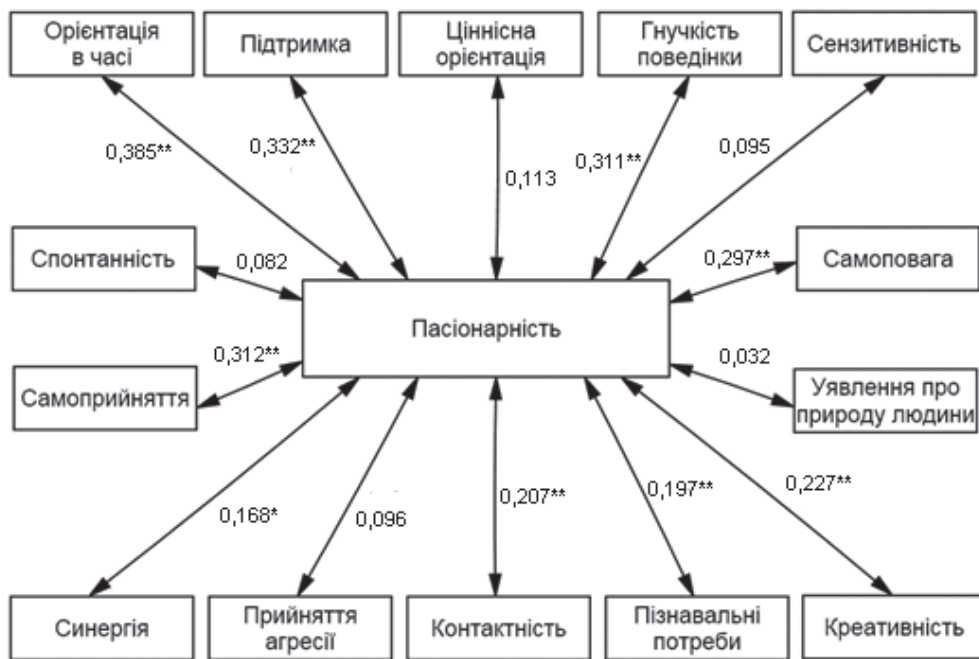 Орієнтація
в часі
Підтримка
Ціннісна
орієнтація
Гнучкість
поведінки
Сензитивність
0,385**
0,332**
0,113
0,311**
0,095
Спонтанність
0,082
0,297**
Самоповага
Пасіонарність
Самоприйняття
0,312**
0,032
Уявлення про
природу людини
0,168*
0,096
0,207**
0,197**
0,227**
Синергія
Прийняття
агресії
Контактність
Пізнавальні
потреби
Креативність